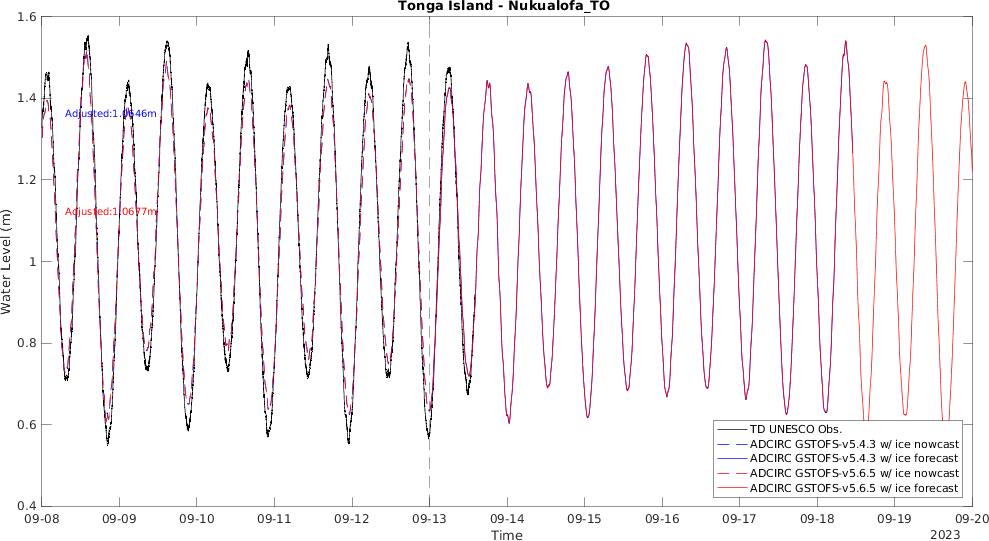 Tonga Island - Nukualofa_TO
1.6
1.4
1.2
1
0.8
0.6
0.4
Water Level (m)
Adjusted:1.0646m
Adjusted:1.0677m
TD UNESCO Obs.
ADCIRC GSTOFS-v5.4.3 w/ ice nowcast
ADCIRC GSTOFS-v5.4.3 w/ ice forecast
ADCIRC GSTOFS-v5.6.5 w/ ice nowcast
ADCIRC GSTOFS-v5.6.5 w/ ice forecast
09-08 09-09 09-10 09-11 09-12 09-13 09-14 09-15 09-16 09-17 09-18 09-19 09-20
Time
2023